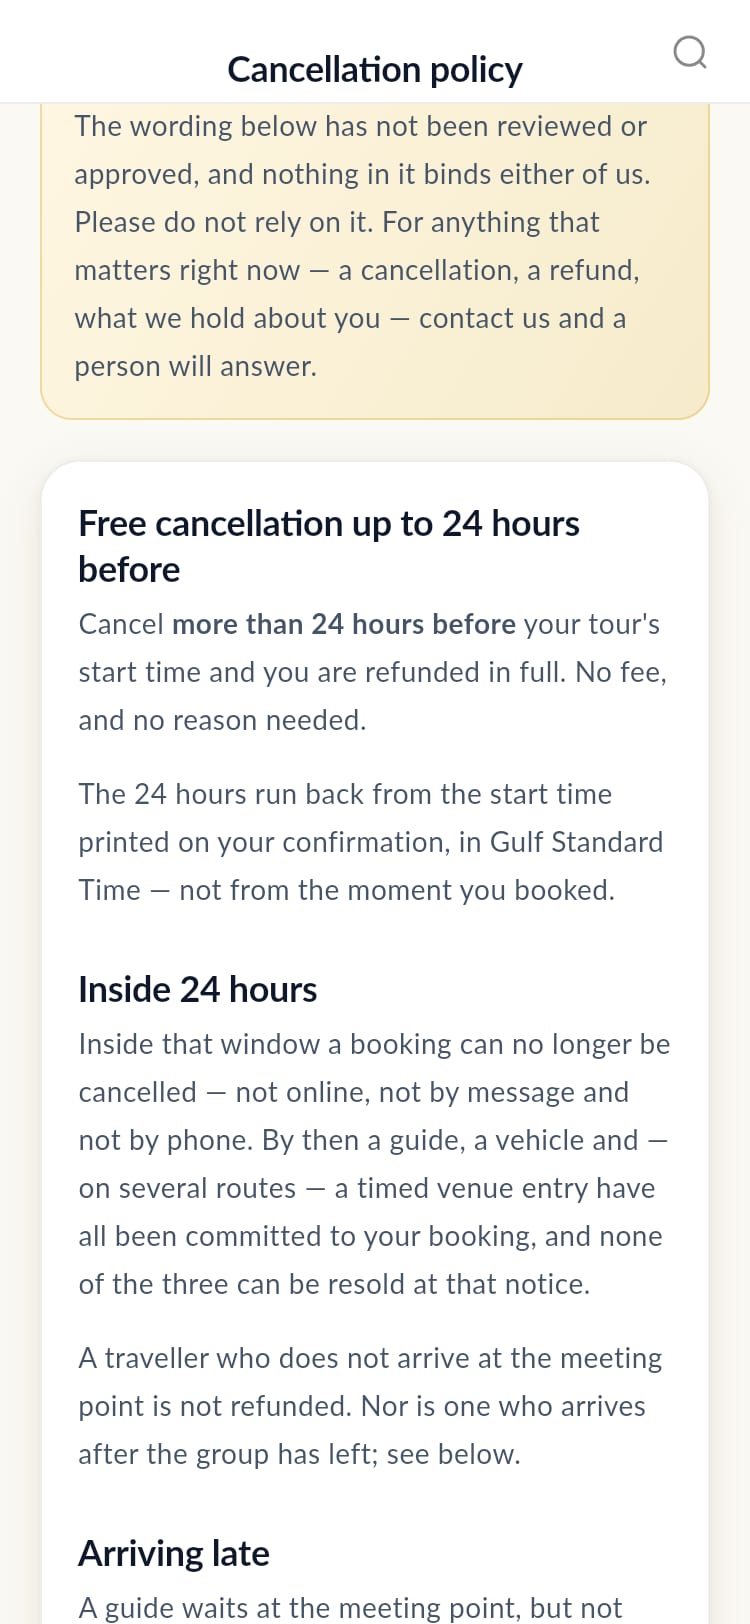 Cancellation policy
The wording below has not been reviewed or
approved, and nothing in it binds either of us.
Please do not rely on it. For anything that
matters right now — a cancellation, a refund,
what we hold about you — contact us and a
person will answer.
Free cancellation up to 24 hours
before
Cancel more than 24 hours before your tour's
start time and you are refunded in full. No fee,
and no reason needed.
The 24 hours run back from the start time
printed on your confirmation, in Gulf Standard
Time — not from the moment you booked.
Inside 24 hours
Inside that window a booking can no longer be
cancelled — not online, not by message and
not by phone. By then a guide, a vehicle and —
on several routes — a timed venue entry have
all been committed to your booking, and none
of the three can be resold at that notice.
A traveller who does not arrive at the meeting
point is not refunded. Nor is one who arrives
after the group has left; see below.
Arriving late
A guide waits at the meeting point, but not